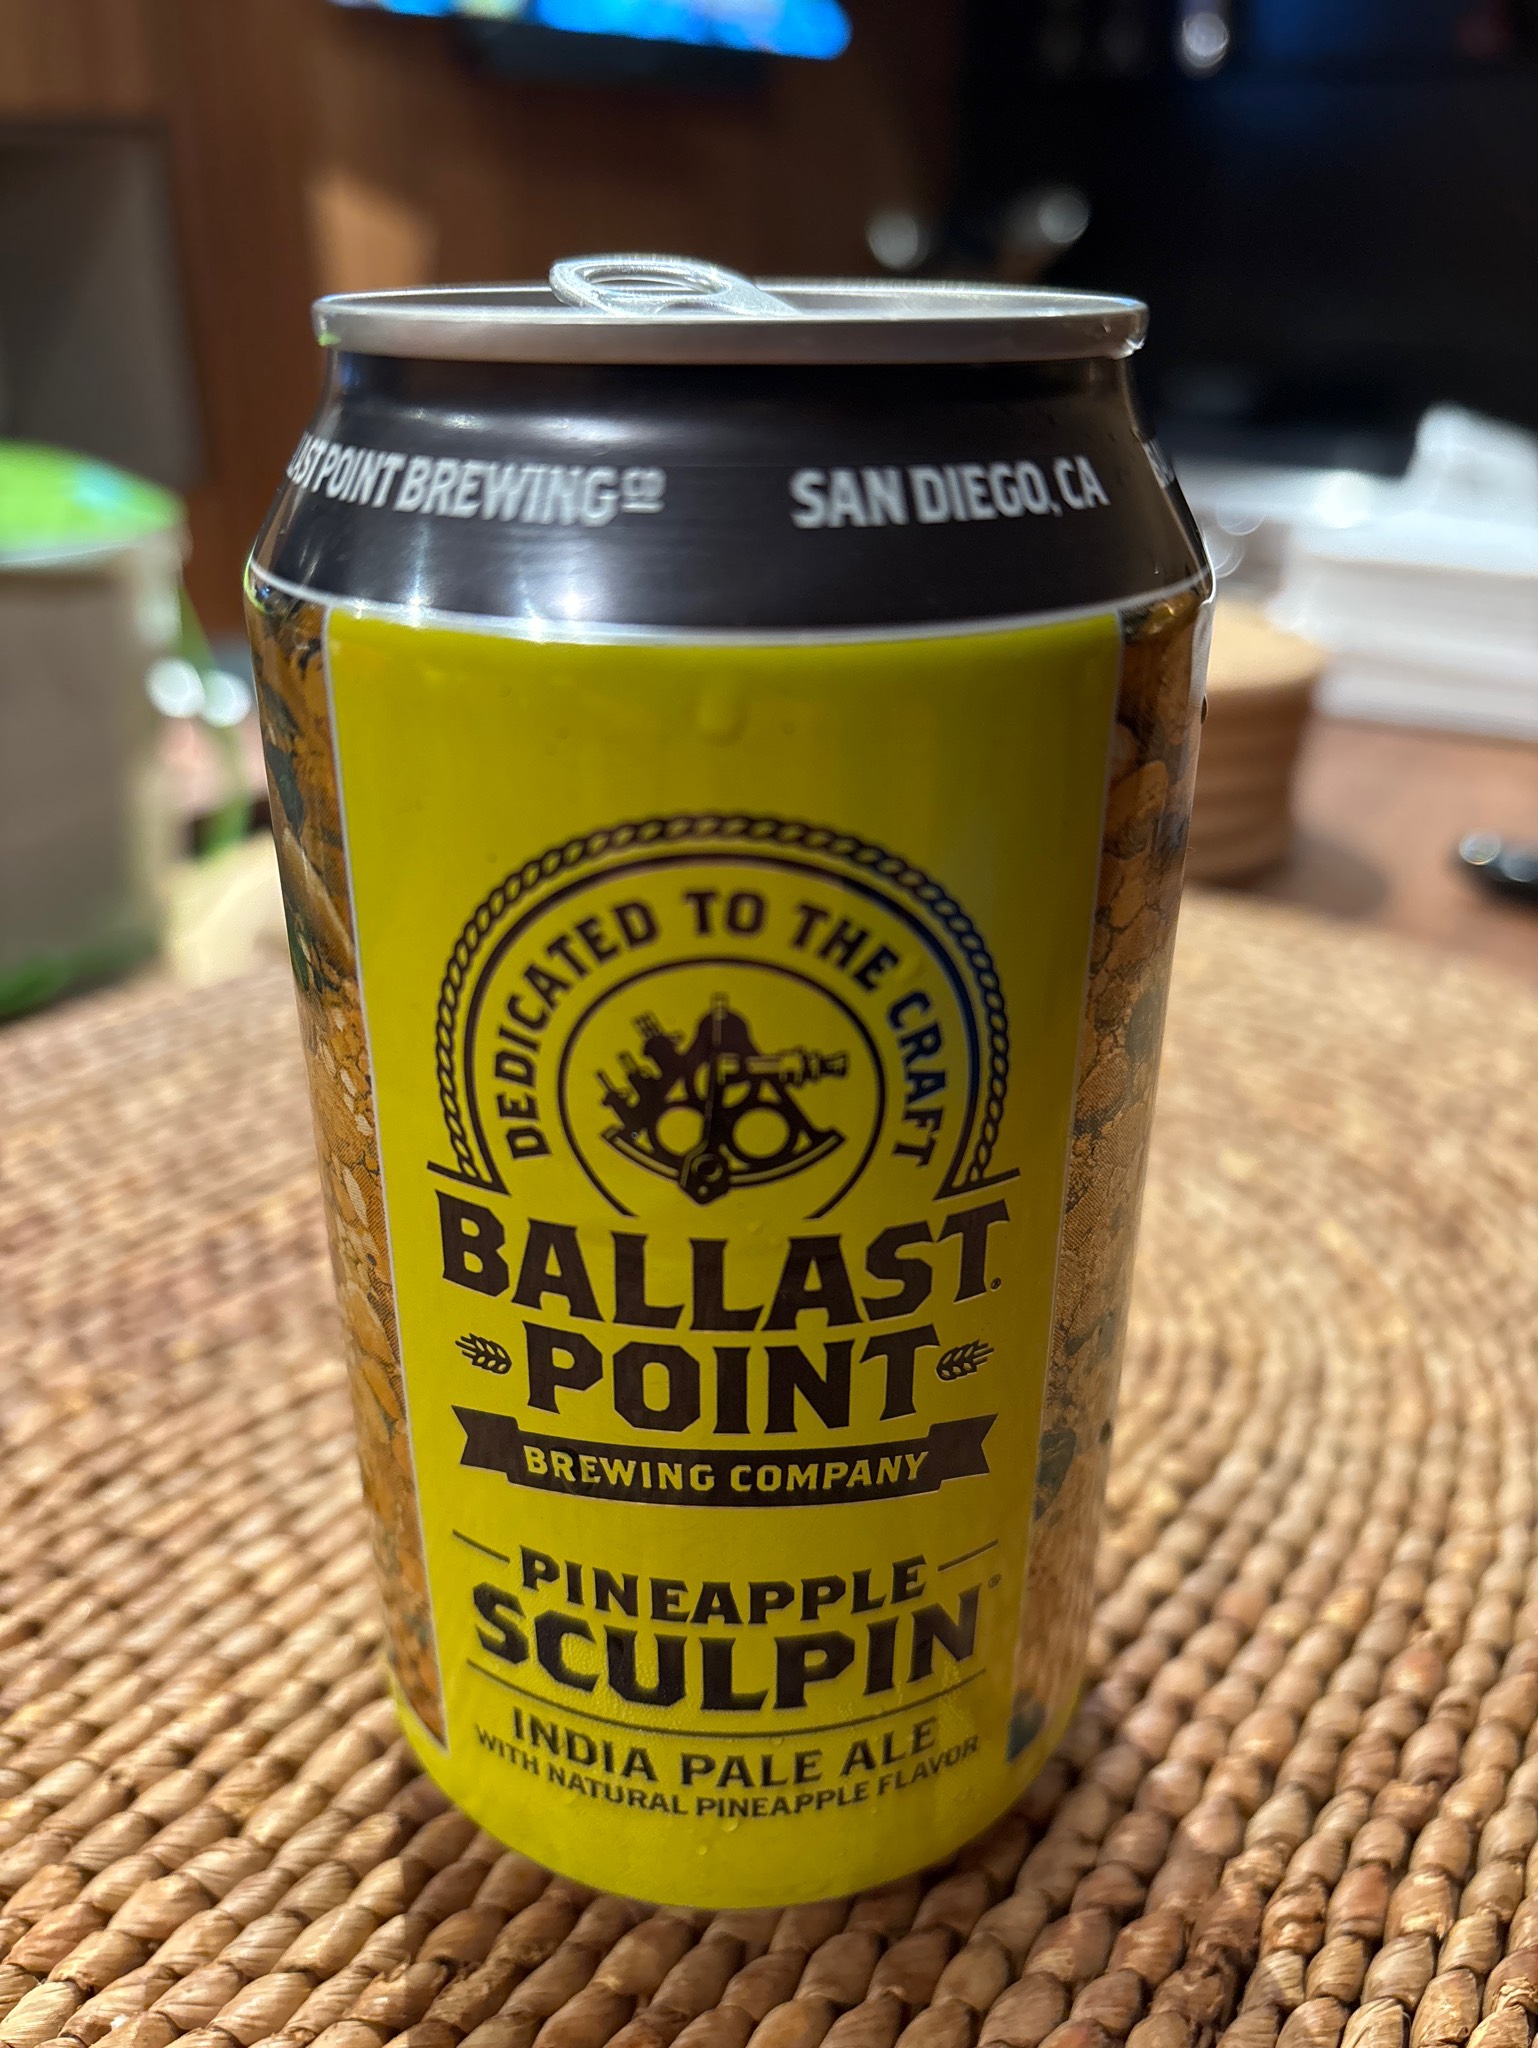 AST POINT BREWING CO SAN DIEGO, CA
DEDICATED TO THE CRAFT
BALLAST
POINT
BREWING COMPANY
PINEAPPLE
SCULPIN
INDIA PALE ALE
WITH NATURAL PINEAPPLE FLAVOR